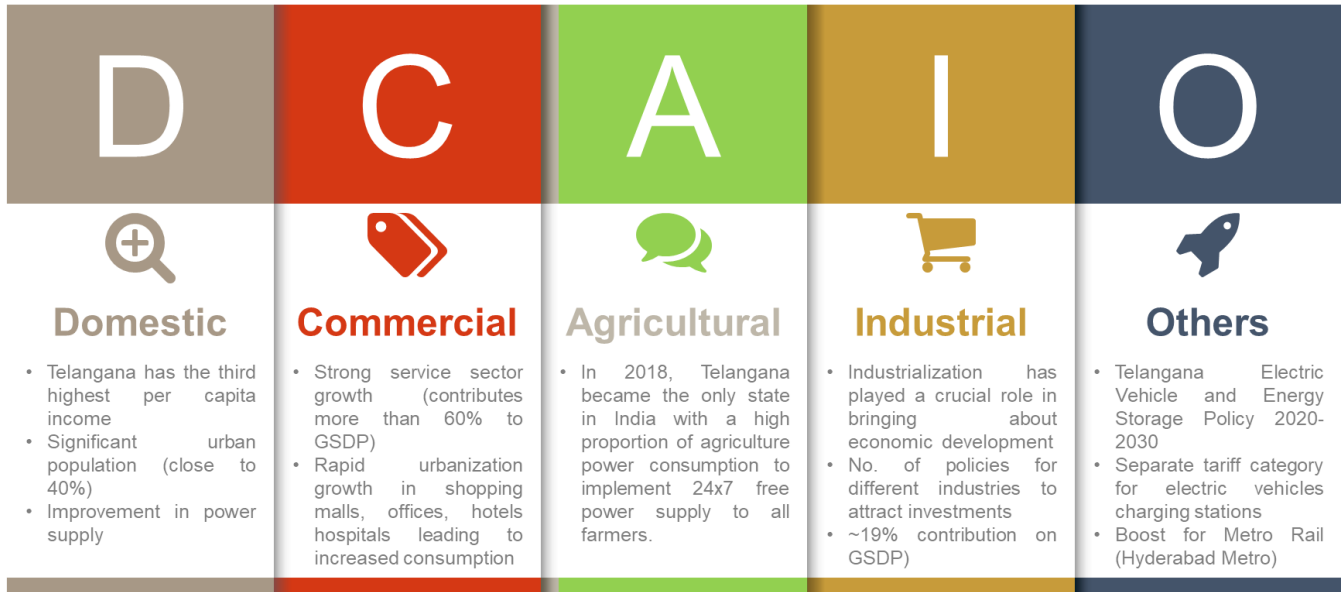 D
C
A
I
O
Domestic
• Telangana has the third
highest per capita
income
• Significant urban
population (close to
40%)
• Improvement in power
supply
Commercial
• Strong service sector
growth (contributes
more than 60% to
GSDP)
• Rapid urbanization
growth in shopping
malls, offices, hotels
hospitals leading to
increased consumption
Agricultural
• In 2018, Telangana
became the only state
in India with a high
proportion of agriculture
power consumption to
implement 24x7 free
power supply to all
farmers.
Industrial
• Industrialization has
played a crucial role in
bringing about
economic development
• No. of policies for
different industries to
attract investments
• ~19% contribution on
GSDP)
Others
• Telangana Electric
Vehicle and Energy
Storage Policy 2020-
2030
• Separate tariff category
for electric vehicles
charging stations
• Boost for Metro Rail
(Hyderabad Metro)